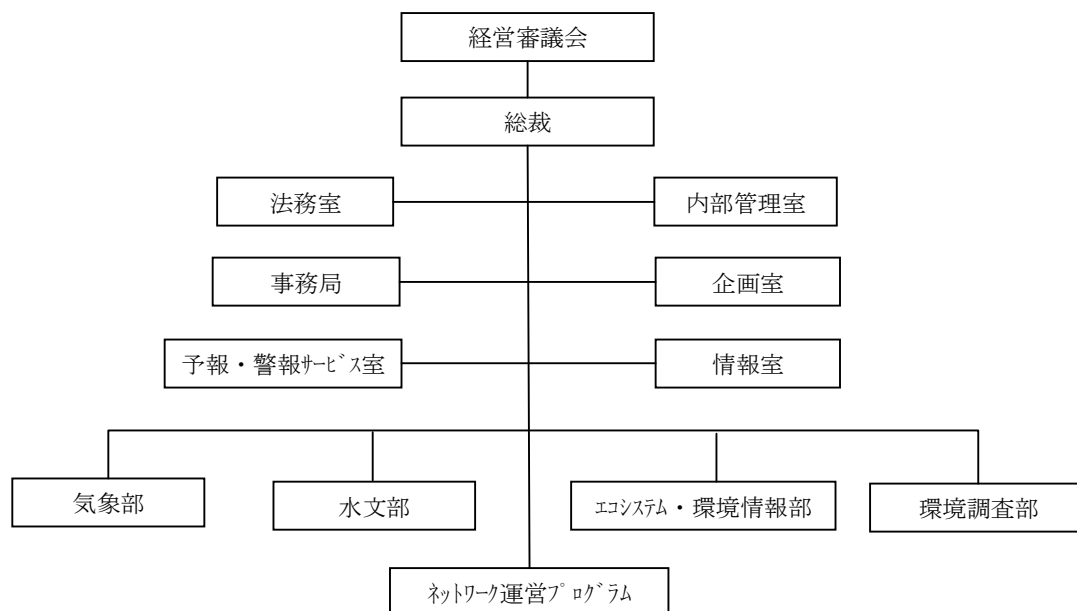 経営審議会
総裁
法務室
内部管理室
事務局
企画室
予報・警報ｻｰﾋﾞｽ室
情報室
気象部
水文部
ｴｺｼｽﾃﾑ・環境情報部
環境調査部
ﾈｯﾄﾜｰｸ運営ﾌﾟﾛｸﾞﾗﾑ